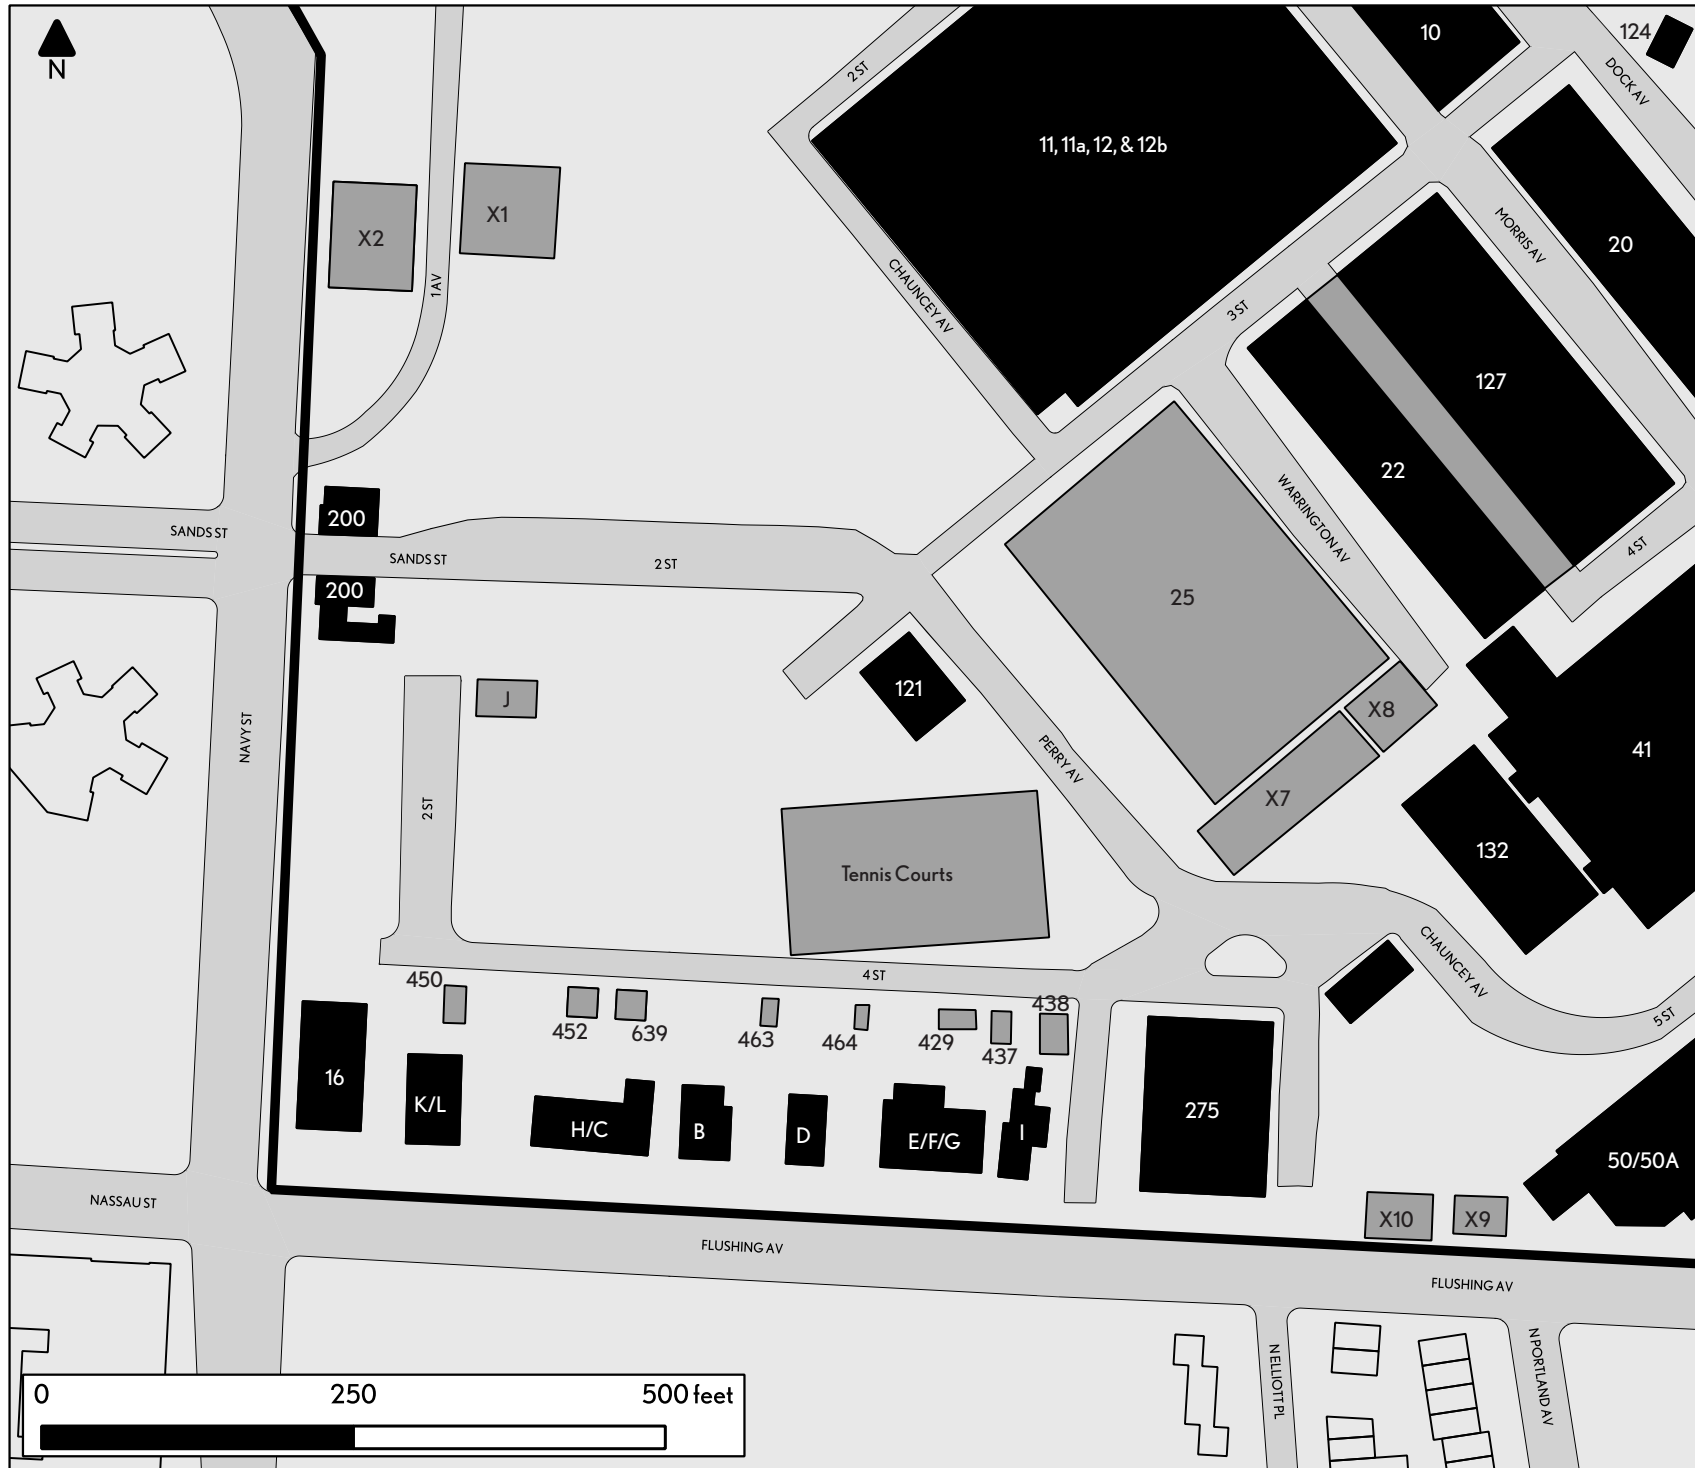 N
2 ST
10
124
DOCK AV
11, 11a, 12, & 12b
X2
X1
1 AV
CHAUNCEY AV
3 ST
MORRIS AV
20
127
22
WARRINGTON AV
4 ST
SANDS ST
200
SANDS ST
2 ST
200
25
NAVY ST
J
121
PERRY AV
X8
41
2 ST
X7
132
Tennis Courts
4 ST
CHAUNCEY AV
5 ST
450
452
639
463
464
429
437
438
16
K/L
H/C
B
D
E/F/G
I
275
50/50A
NASSAU ST
X10
X9
FLUSHING AV
FLUSHING AV
N ELLIOTT PL
N PORTLAND AV
0 250 500 feet